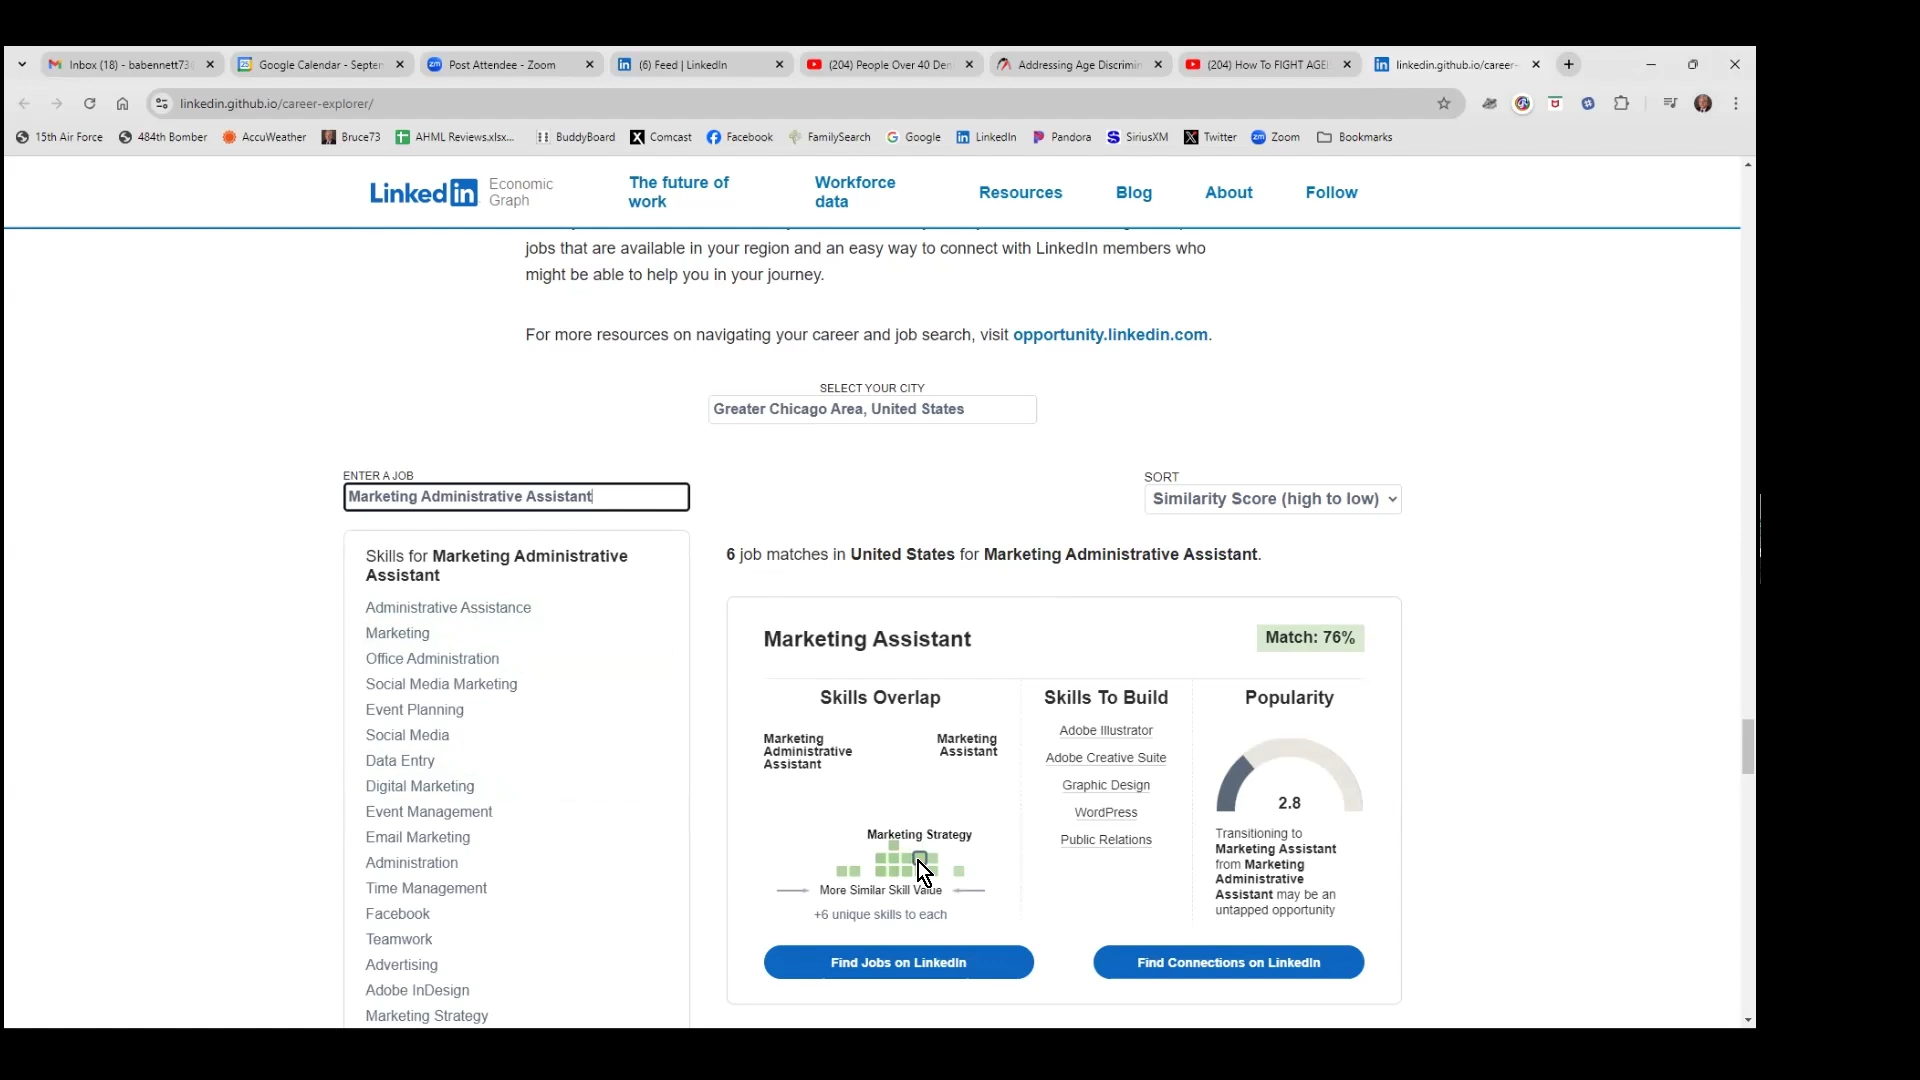 Inbox (18) - babennett73
Google Calendar - Septer
Post Attendee - Zoom
(6) Feed | LinkedIn
(204) People Over 40 Den
Addressing Age Discrimin
(204) How To FIGHT AGEI
linkedin.github.io/career-
linkedin.github.io/career-explorer/
15th Air Force
484th Bomber
AccuWeather
Bruce73
AHML Reviews.xlsx...
BuddyBoard
Comcast
Facebook
FamilySearch
Google
LinkedIn
Pandora
SiriusXM
Twitter
Zoom
Bookmarks
LinkedIn
Economic
Graph
The future of
work
Workforce
data
Resources
Blog
About
Follow
jobs that are available in your region and an easy way to connect with LinkedIn members who
might be able to help you in your journey.
For more resources on navigating your career and job search, visit opportunity.linkedin.com.
SELECT YOUR CITY
Greater Chicago Area, United States
ENTER A JOB
Marketing Administrative Assistant
SORT
Similarity Score (high to low)
Skills for Marketing Administrative
Assistant
Administrative Assistance
Marketing
Office Administration
Social Media Marketing
Event Planning
Social Media
Data Entry
Digital Marketing
Event Management
Email Marketing
Administration
Time Management
Facebook
Teamwork
Advertising
Adobe InDesign
Marketing Strategy
6 job matches in United States for Marketing Administrative Assistant.
Marketing Assistant
Match: 76%
Skills Overlap
Marketing
Administrative
Assistant
Marketing
Assistant
Marketing Strategy
More Similar Skill Value
+6 unique skills to each
Skills To Build
Adobe Illustrator
Adobe Creative Suite
Graphic Design
WordPress
Public Relations
Popularity
2.8
Transitioning to
Marketing Assistant
from Marketing
Administrative
Assistant may be an
untapped opportunity
Find Jobs on LinkedIn
Find Connections on LinkedIn